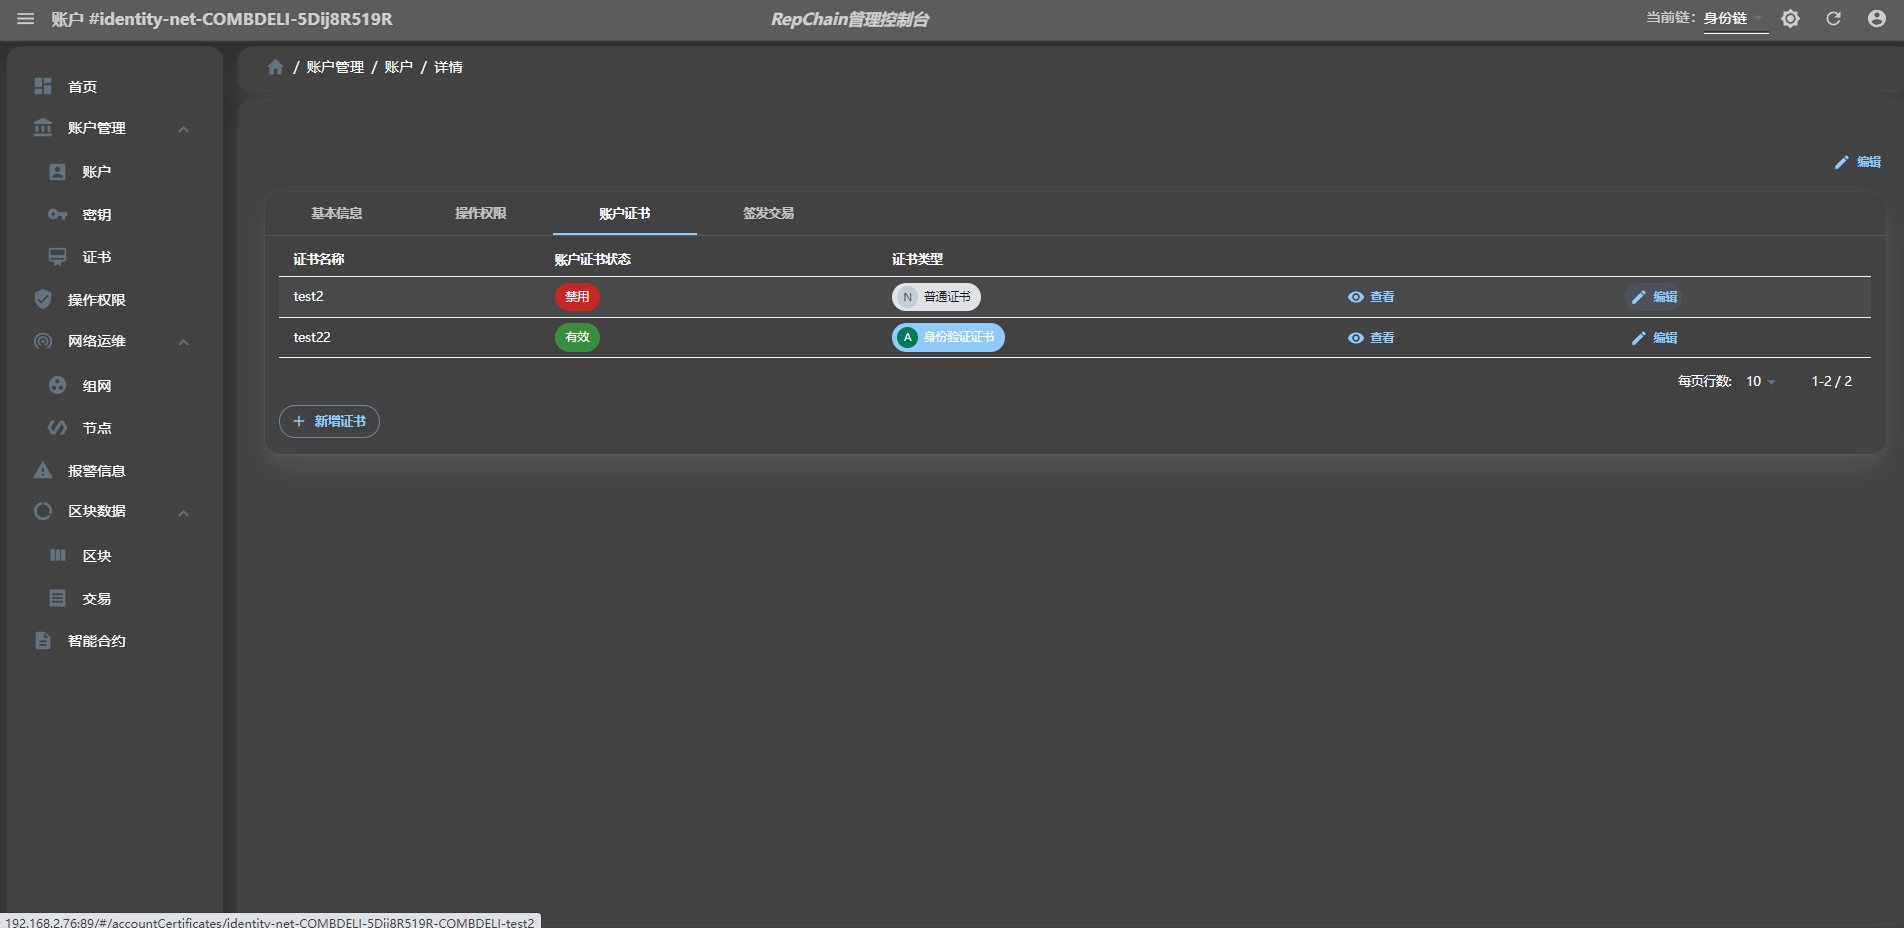 账户 #identity-net-COMBDELI-5Dij8R519R
RepChain管理控制台
当前链: 身份链
首页
账户管理
账户
密钥
证书
操作权限
网络运维
组网
节点
报警信息
区块数据
区块
交易
智能合约
/ 账户管理 / 账户 / 详情
编辑
基本信息 操作权限 账户证书 签发交易
证书名称 账户证书状态 证书类型
test2 禁用 N 普通证书 查看 编辑
test22 有效 A 身份验证证书 查看 编辑
每页行数: 10 1-2 / 2
新增证书
192.168.2.76:89/#/accountCertificates/identity-net-COMBDELI-5Dij8R519R-COMBDELI-test2